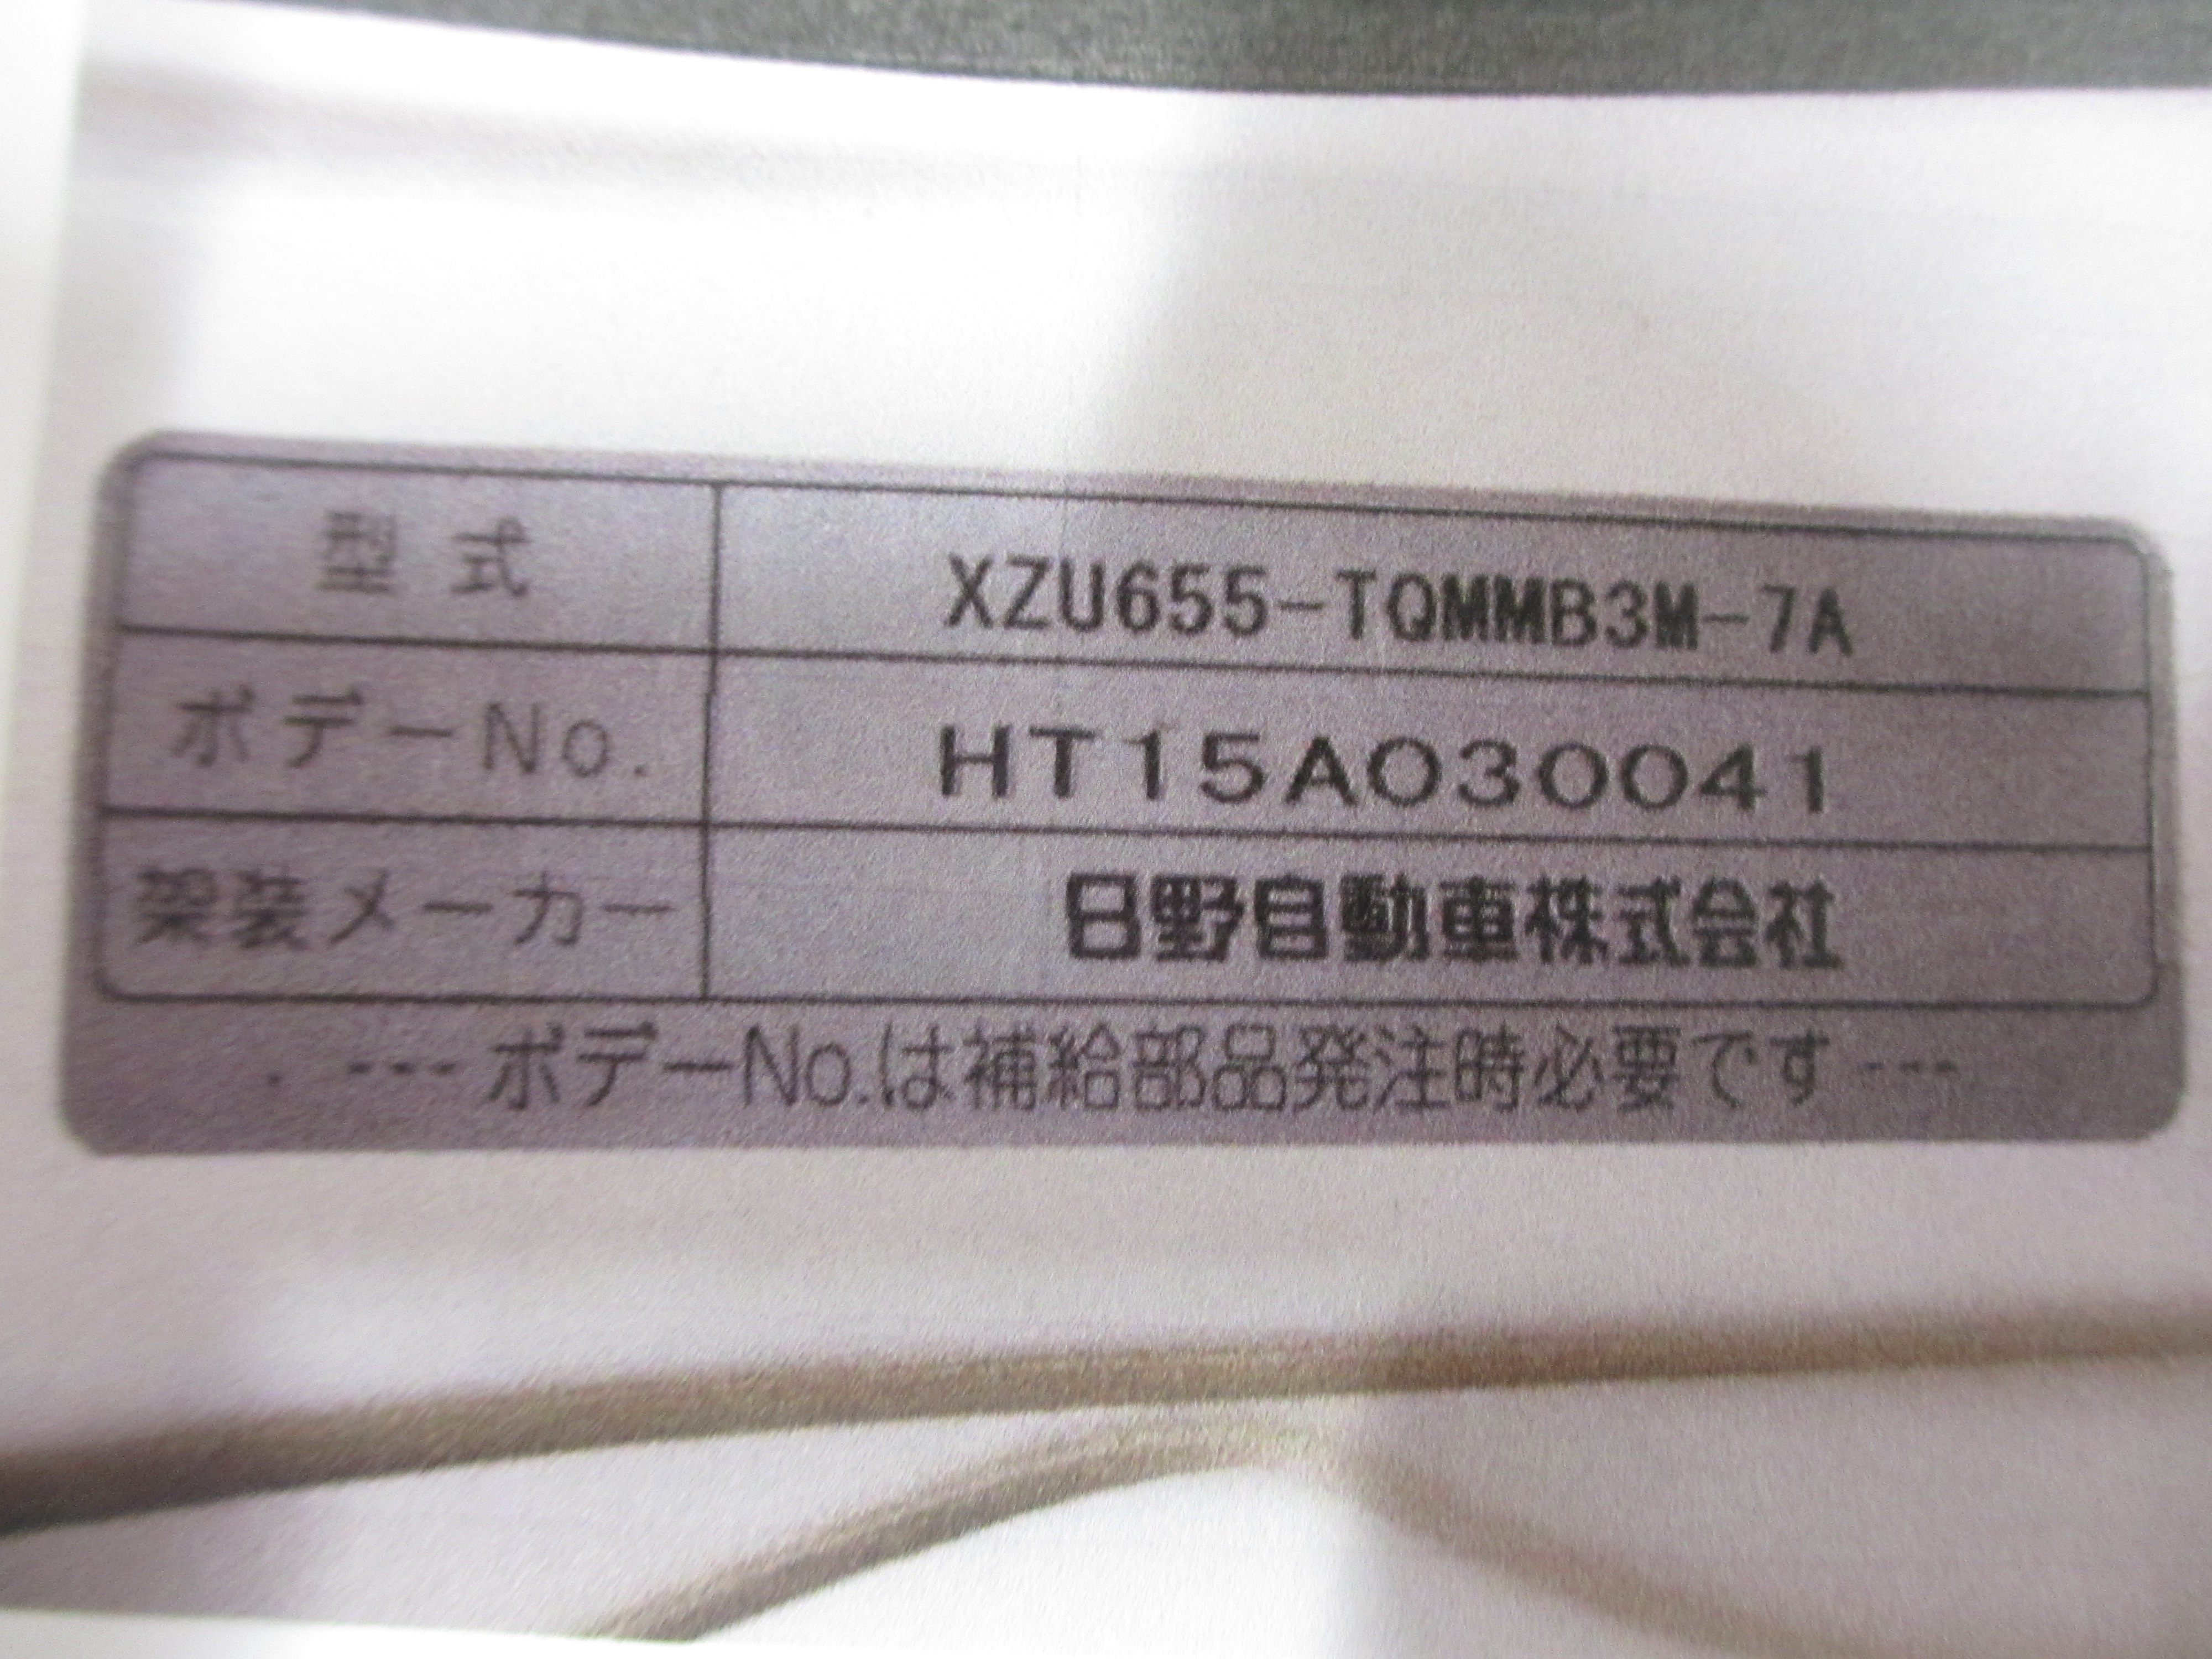 型式 XZU655-TQMMB3M-7A
ボデーNo. HT15A030041
架装メーカー 日野自動車株式会社
---ボデーNo.は補給部品発注時必要です---